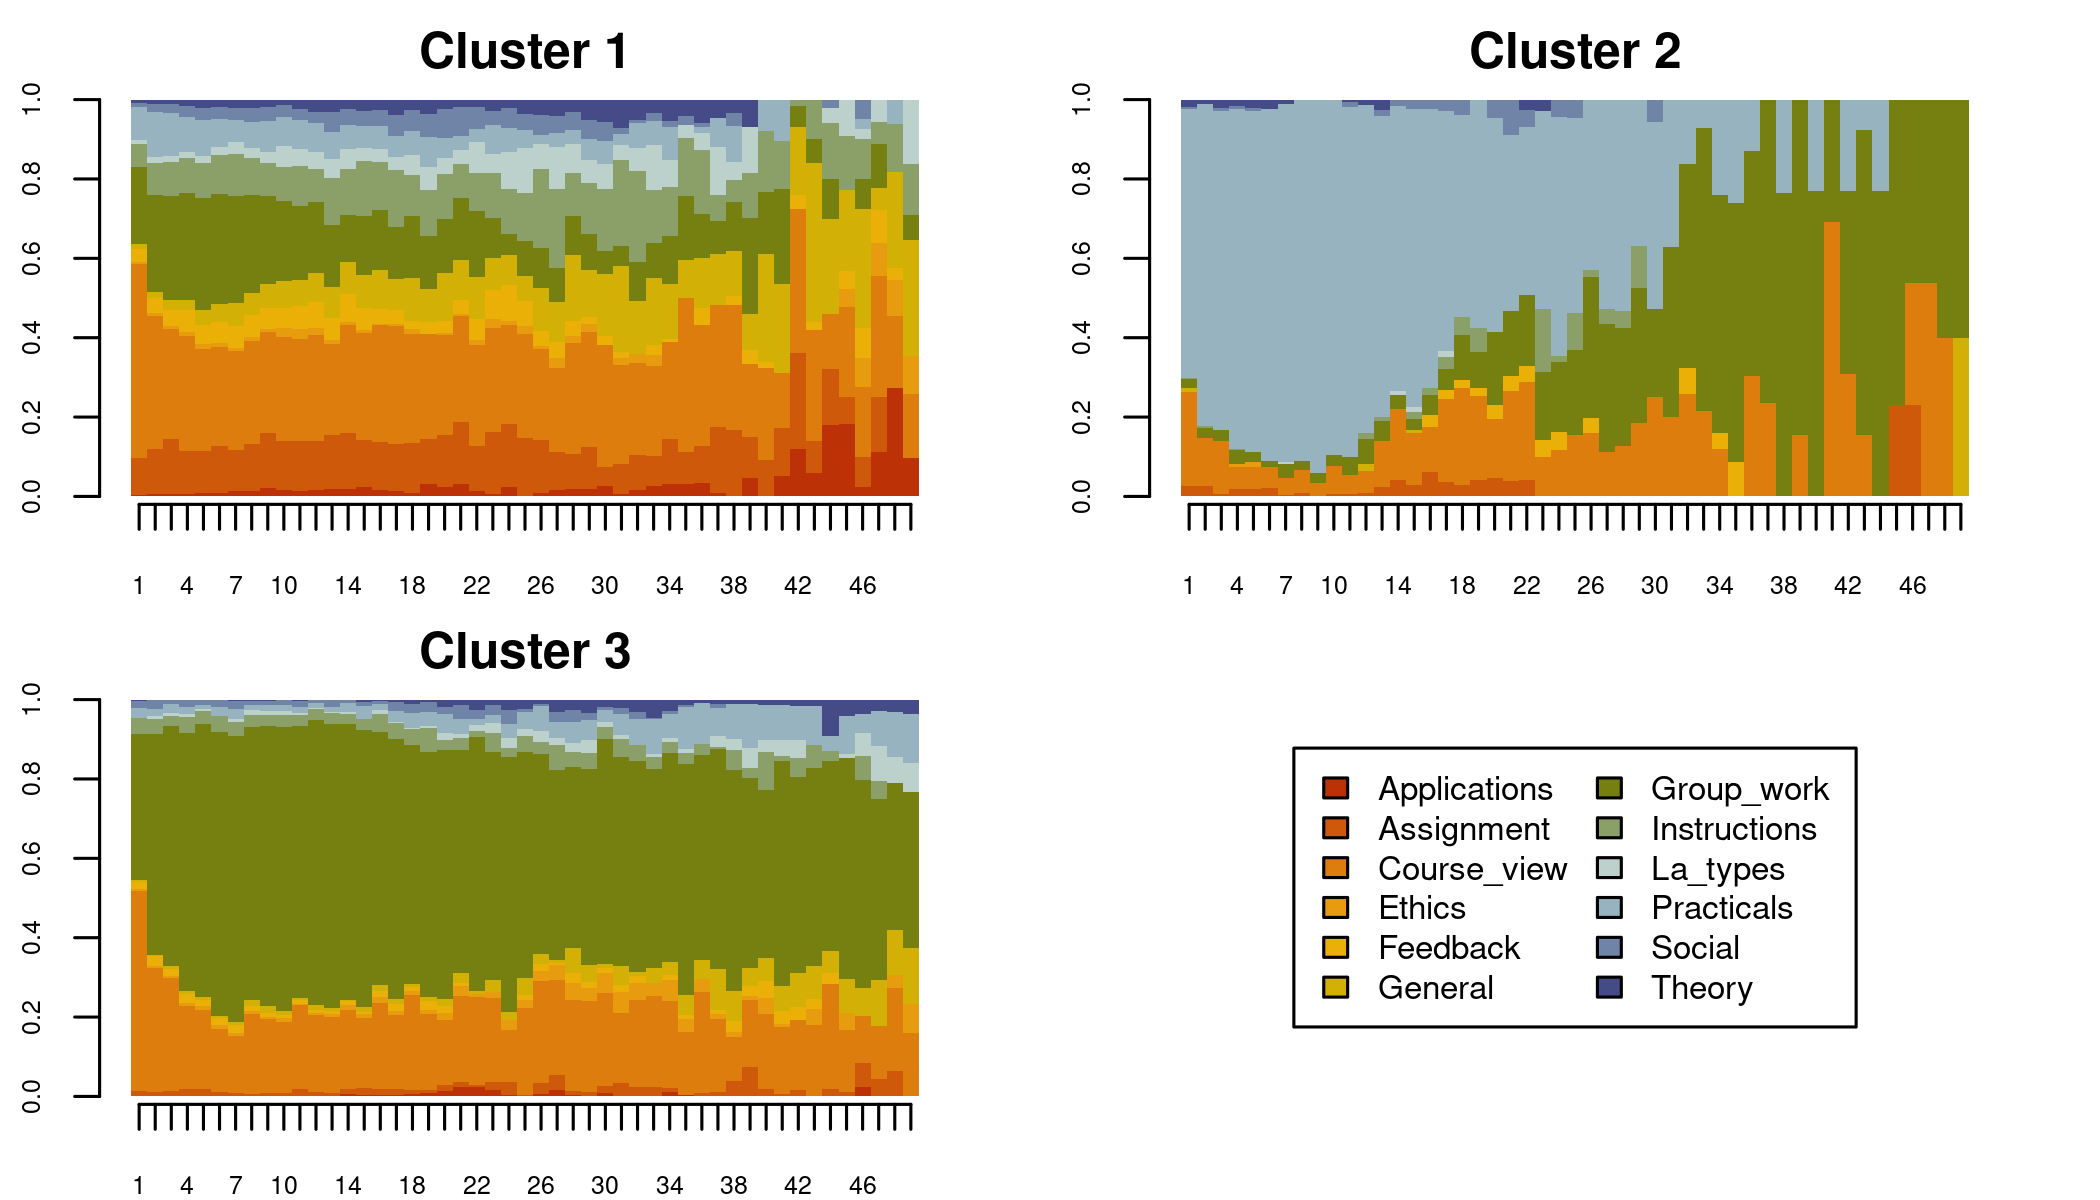 Cluster 1
0.0 0.2 0.4 0.6 0.8 1.0
1 4 7 10 14 18 22 26 30 34 38 42 46
Cluster 2
0.0 0.2 0.4 0.6 0.8 1.0
1 4 7 10 14 18 22 26 30 34 38 42 46
Cluster 3
0.0 0.2 0.4 0.6 0.8 1.0
1 4 7 10 14 18 22 26 30 34 38 42 46
Applications
Assignment
Course_view
Ethics
Feedback
General
Group_work
Instructions
La_types
Practicals
Social
Theory